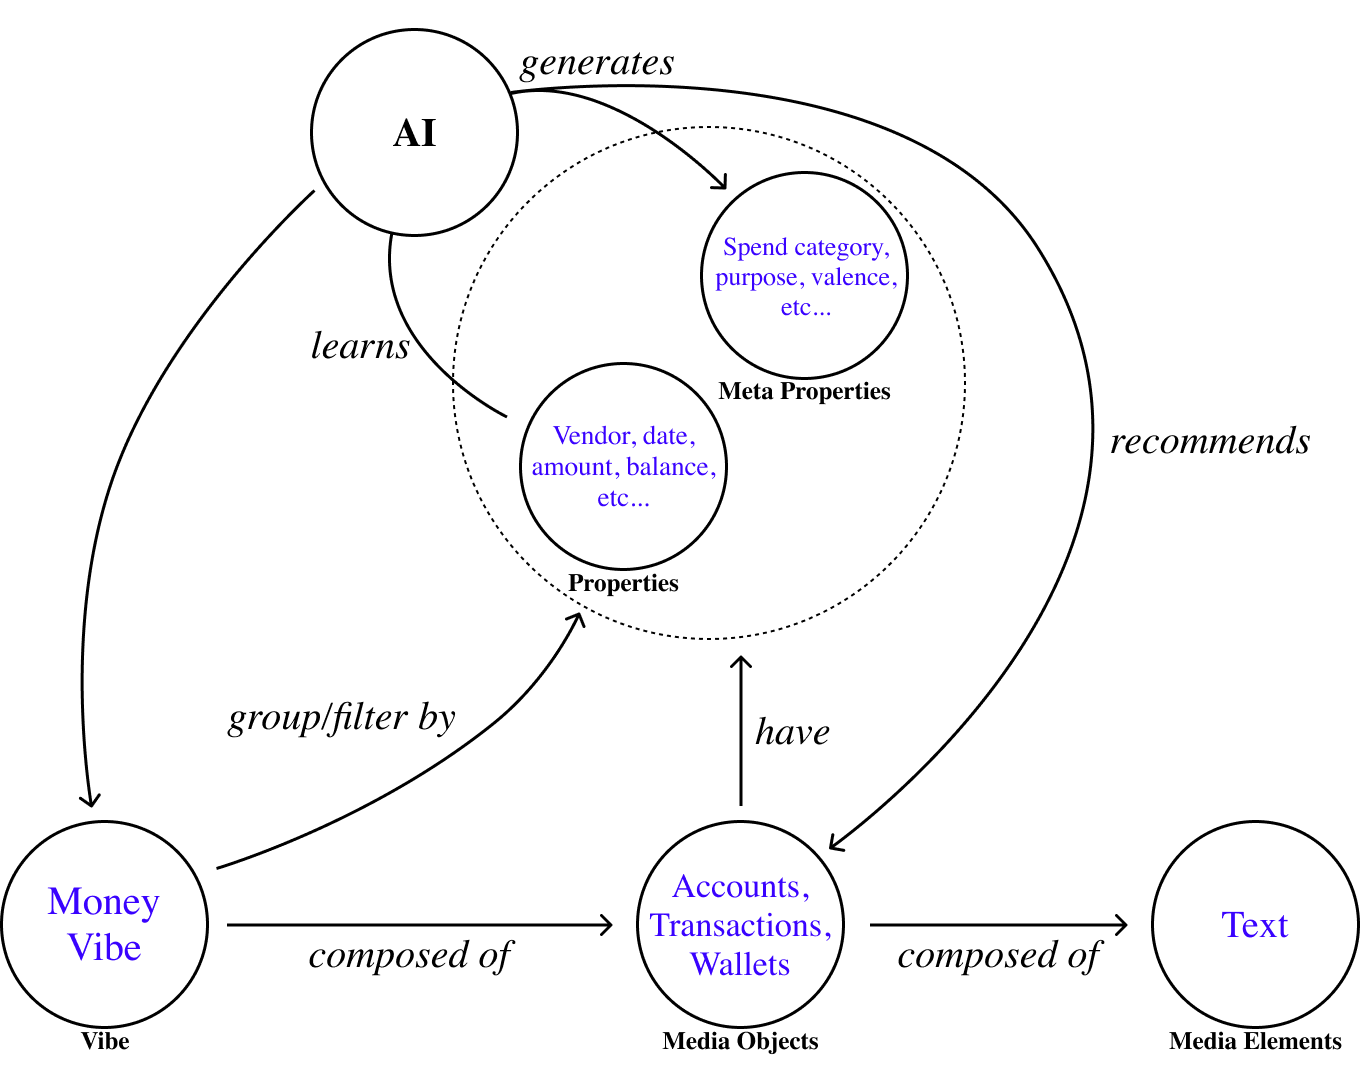 generates
AI
Spend category,
purpose, valence,
etc...
Meta Properties
learns
Vendor, date,
amount, balance,
etc...
Properties
recommends
group/filter by
have
Money
Vibe
Vibe
composed of
Accounts,
Transactions,
Wallets
Media Objects
composed of
Text
Media Elements